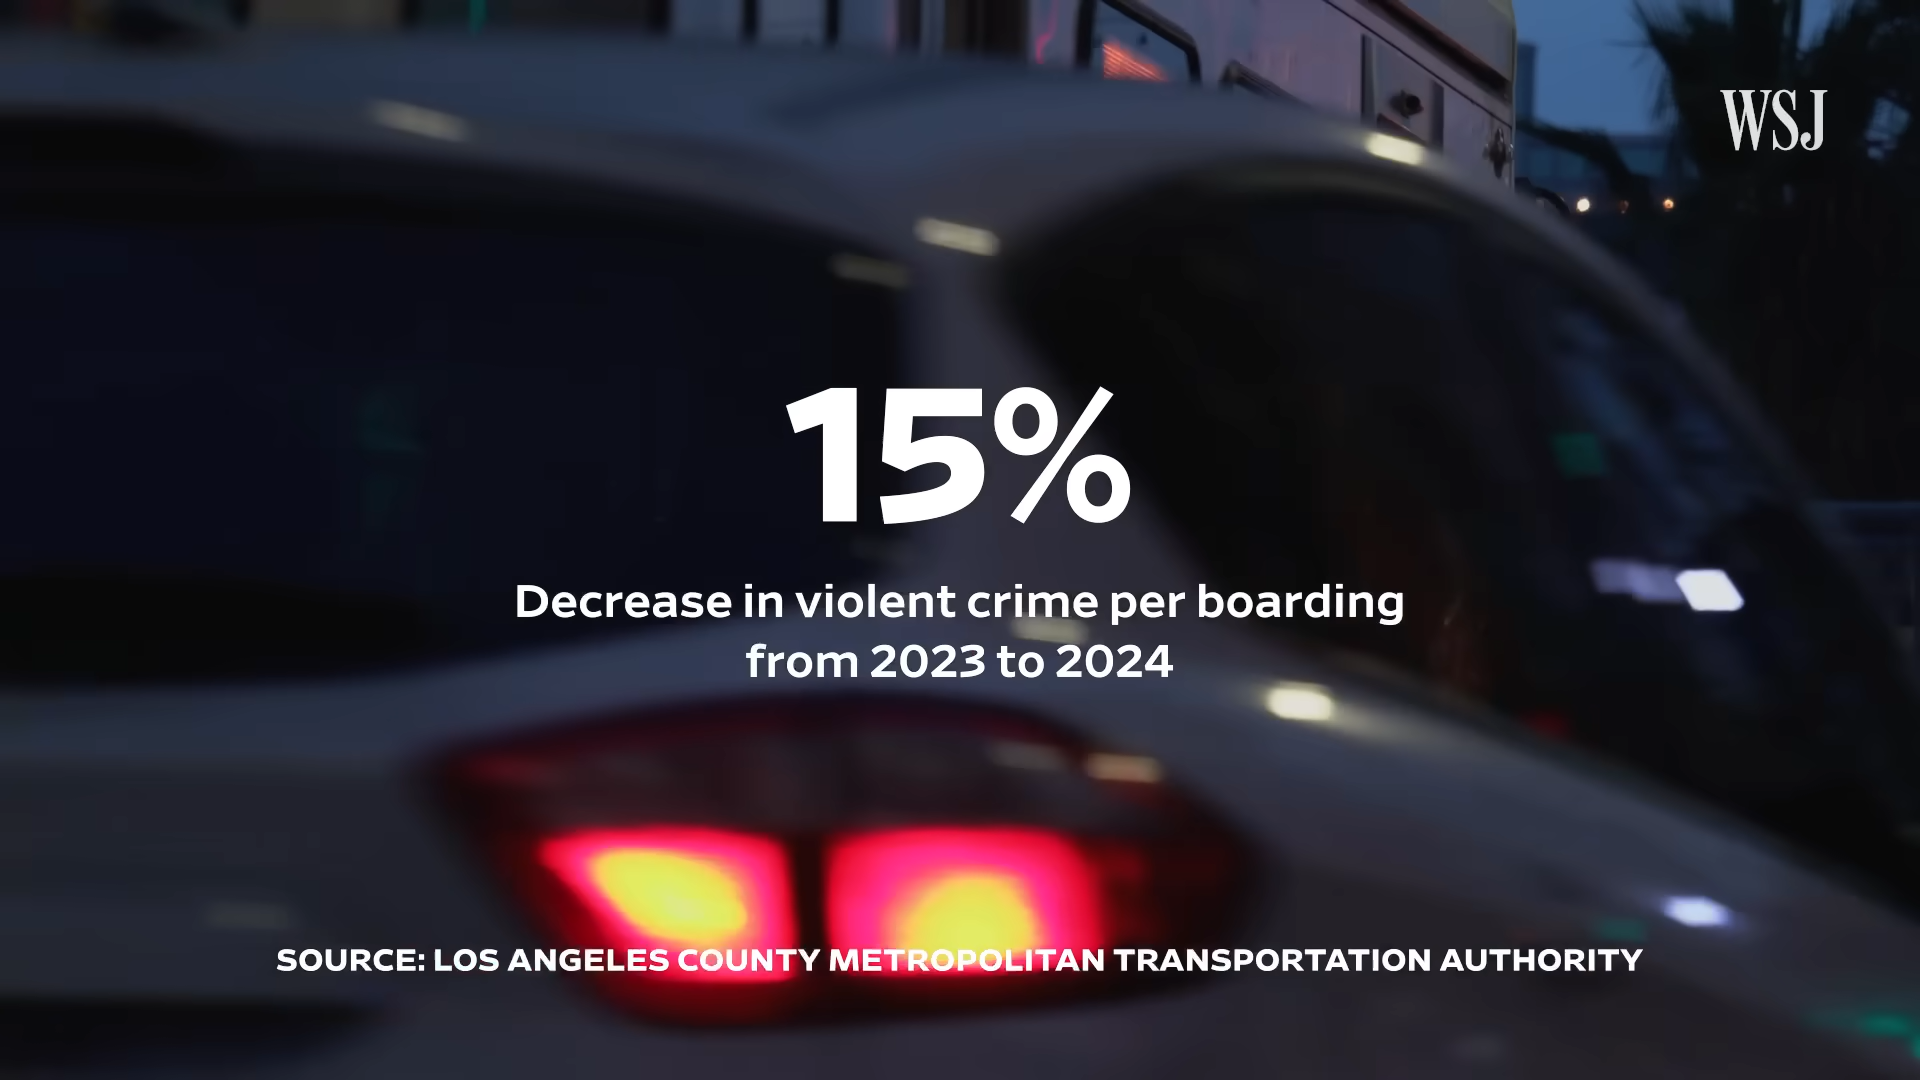 WSJ
15%
Decrease in violent crime per boarding
from 2023 to 2024
SOURCE: LOS ANGELES COUNTY METROPOLITAN TRANSPORTATION AUTHORITY